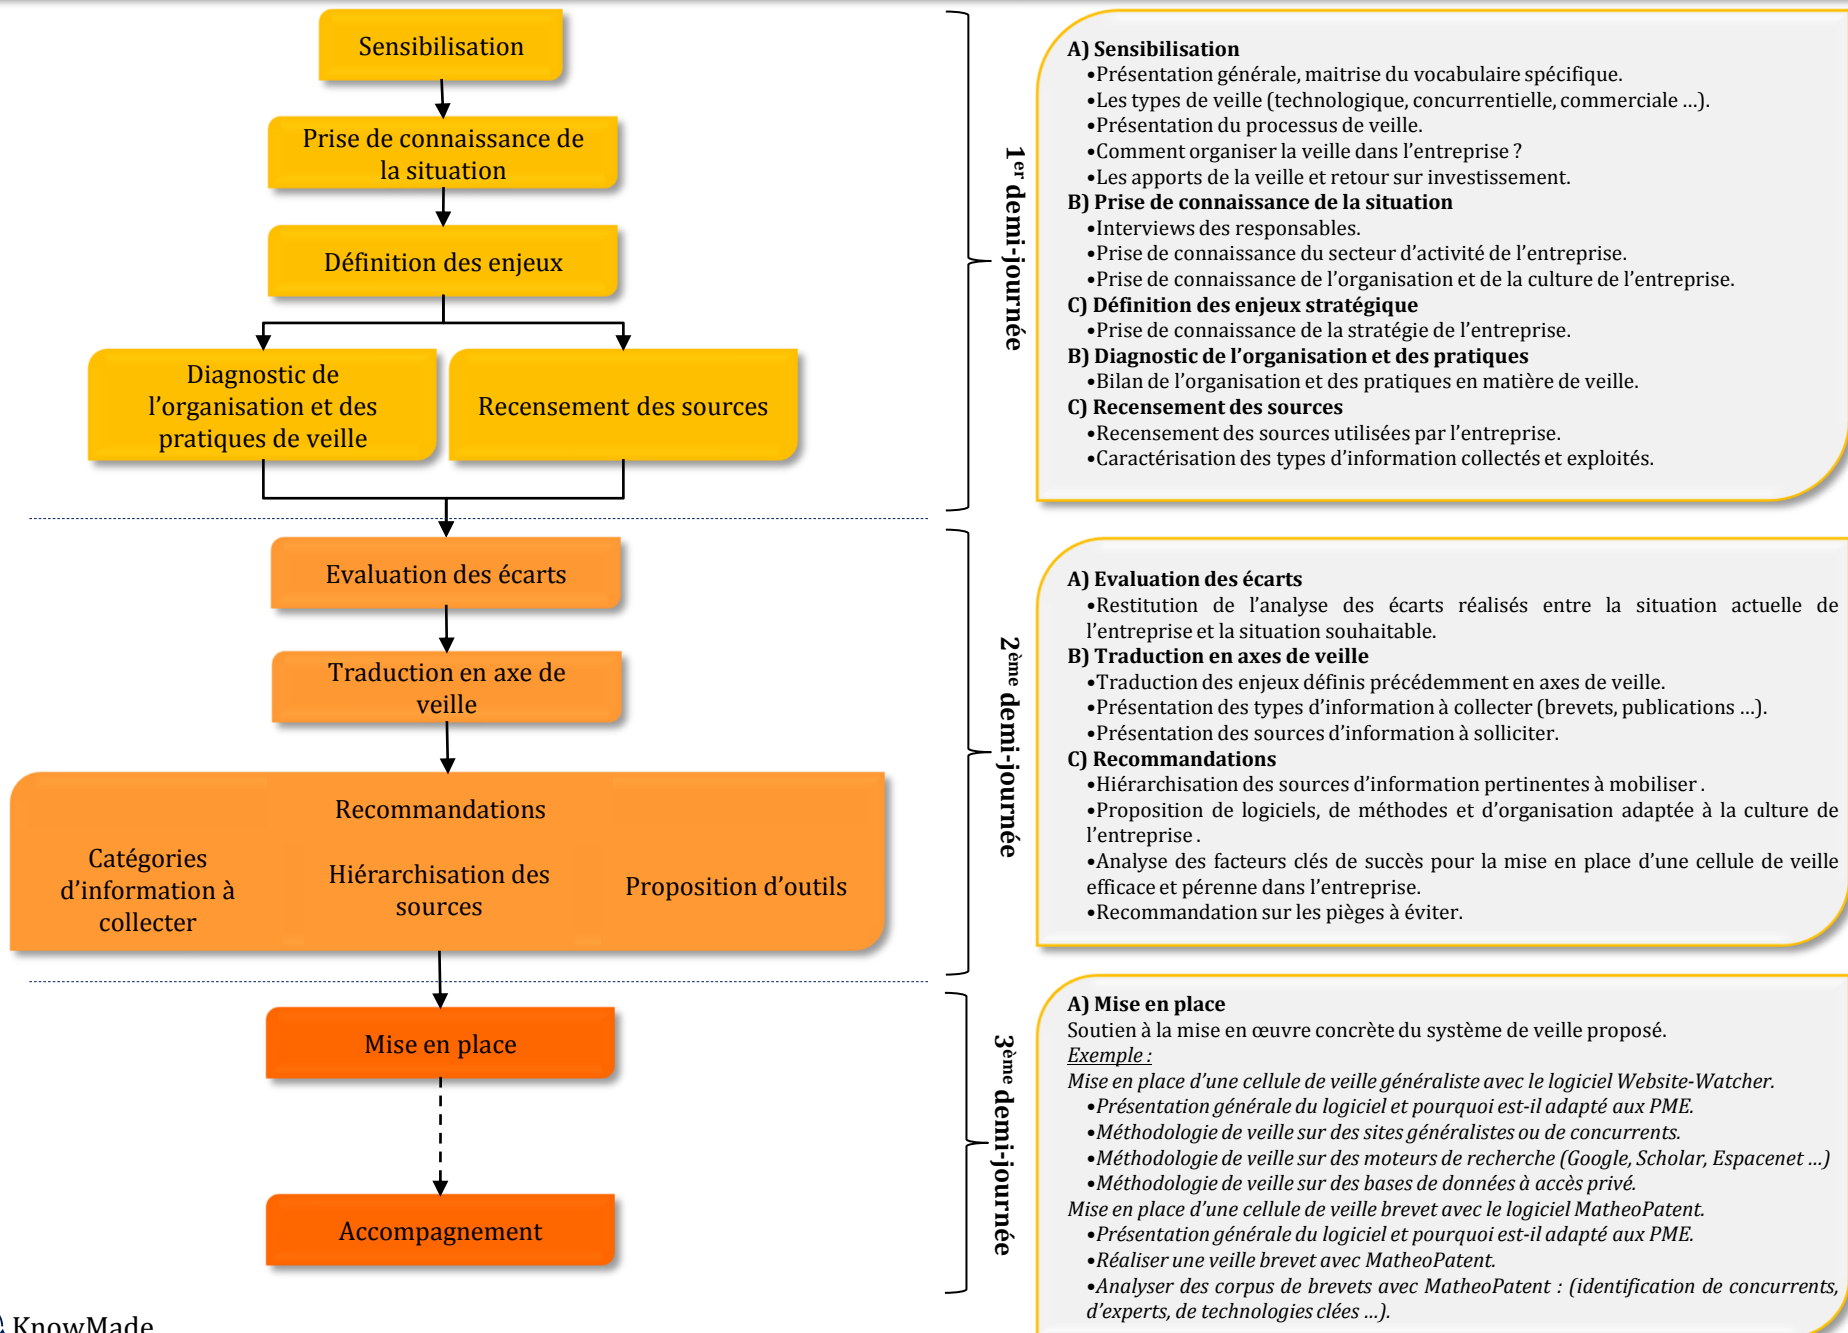 Sensibilisation
Prise de connaissance de
la situation
Définition des enjeux
Diagnostic de
l’organisation et des
pratiques de veille
Recensement des sources
Evaluation des écarts
Traduction en axe de
veille
Recommandations
Catégories
d’information à
collecter
Hiérarchisation des
sources
Proposition d’outils
Mise en place
Accompagnement
KnowMade
1er demi-journée
2ème demi-journée
3ème demi-journée
A) Sensibilisation
•Présentation générale, maitrise du vocabulaire spécifique.
•Les types de veille (technologique, concurrentielle, commerciale …).
•Présentation du processus de veille.
•Comment organiser la veille dans l’entreprise ?
•Les apports de la veille et retour sur investissement.
B) Prise de connaissance de la situation
•Interviews des responsables.
•Prise de connaissance du secteur d’activité de l’entreprise.
•Prise de connaissance de l’organisation et de la culture de l’entreprise.
C) Définition des enjeux stratégique
•Prise de connaissance de la stratégie de l’entreprise.
B) Diagnostic de l’organisation et des pratiques
•Bilan de l’organisation et des pratiques en matière de veille.
C) Recensement des sources
•Recensement des sources utilisées par l’entreprise.
•Caractérisation des types d’information collectés et exploités.
A) Evaluation des écarts
•Restitution de l’analyse des écarts réalisés entre la situation actuelle de
l’entreprise et la situation souhaitable.
B) Traduction en axes de veille
•Traduction des enjeux définis précédemment en axes de veille.
•Présentation des types d’information à collecter (brevets, publications …).
•Présentation des sources d’information à solliciter.
C) Recommandations
•Hiérarchisation des sources d’information pertinentes à mobiliser .
•Proposition de logiciels, de méthodes et d’organisation adaptée à la culture de
l’entreprise .
•Analyse des facteurs clés de succès pour la mise en place d’une cellule de veille
efficace et pérenne dans l’entreprise.
•Recommandation sur les pièges à éviter.
A) Mise en place
Soutien à la mise en œuvre concrète du système de veille proposé.
Exemple :
Mise en place d’une cellule de veille généraliste avec le logiciel Website-Watcher.
•Présentation générale du logiciel et pourquoi est-il adapté aux PME.
•Méthodologie de veille sur des sites généralistes ou de concurrents.
•Méthodologie de veille sur des moteurs de recherche (Google, Scholar, Espacenet …)
•Méthodologie de veille sur des bases de données à accès privé.
Mise en place d’une cellule de veille brevet avec le logiciel MatheoPatent.
•Présentation générale du logiciel et pourquoi est-il adapté aux PME.
•Réaliser une veille brevet avec MatheoPatent.
•Analyser des corpus de brevets avec MatheoPatent : (identification de concurrents,
d’experts, de technologies clées …).